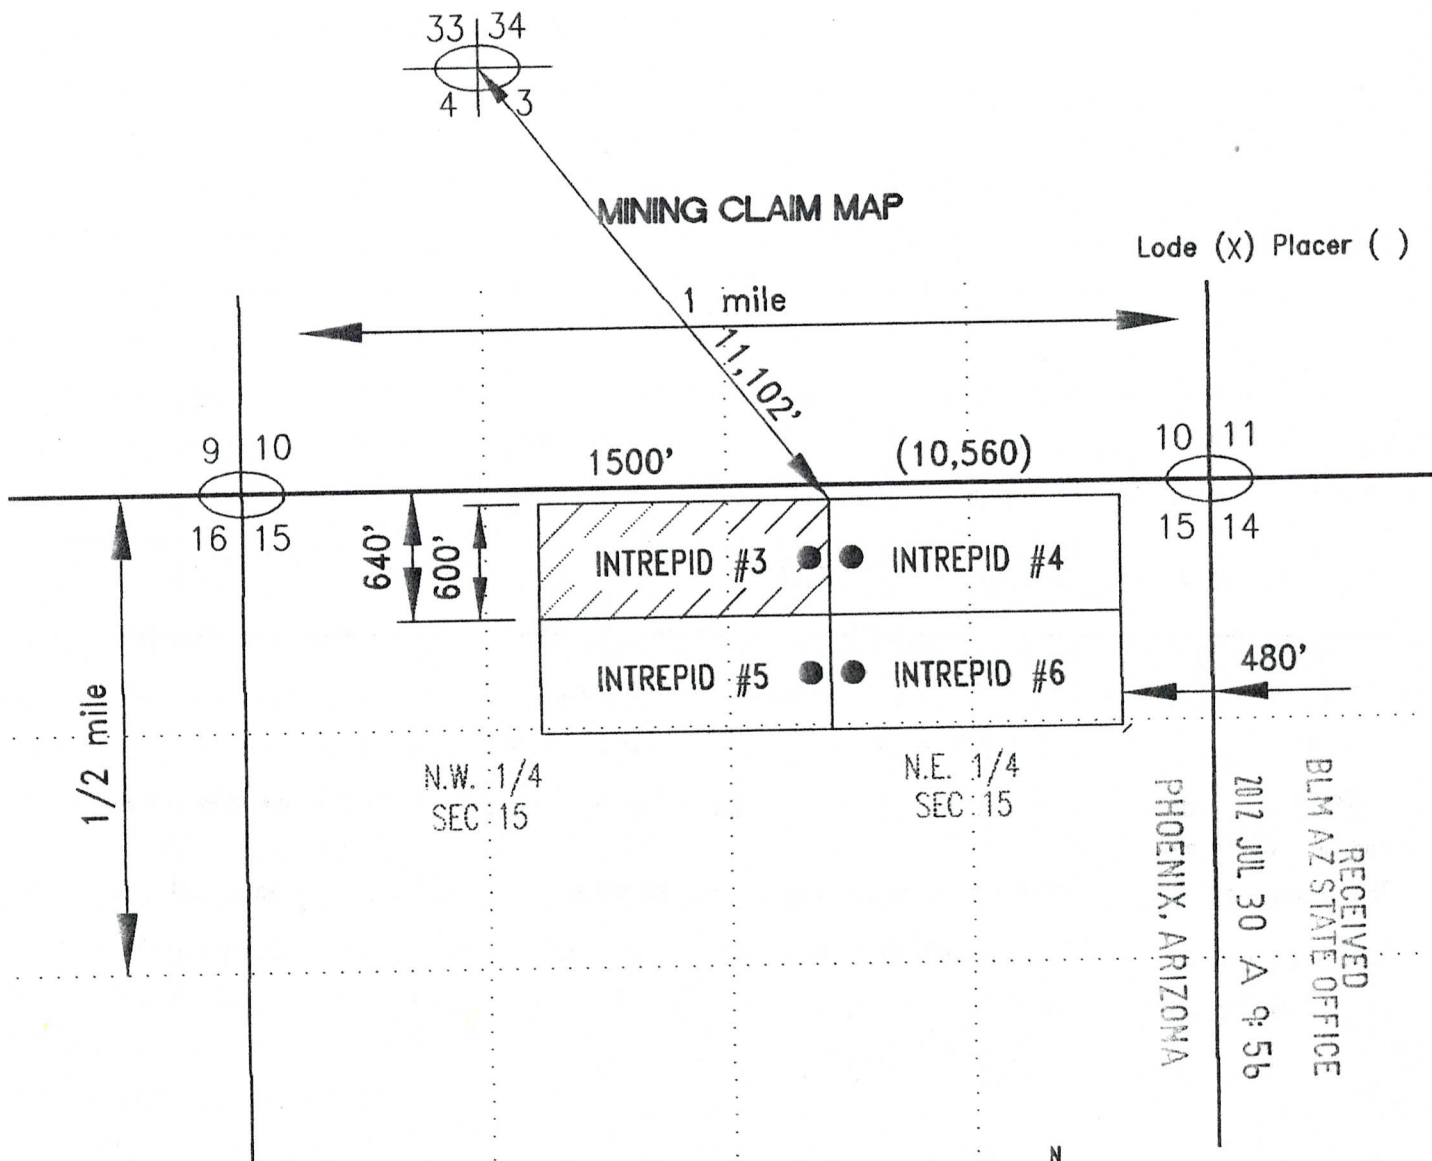 33 34
4 3
MINING CLAIM MAP
Lode (X) Placer ( )
1 mile
11,102'
9 10
1500'
(10,560)
10 11
16 15
15 14
640'
600'
INTREPID #3
INTREPID #4
INTREPID #5
INTREPID #6
480'
1/2 mile
N.W. 1/4
SEC 15
N.E. 1/4
SEC 15
RECEIVED
BLM AZ STATE OFFICE
2012 JUL 30 A 9:56
PHOENIX, ARIZONA
N